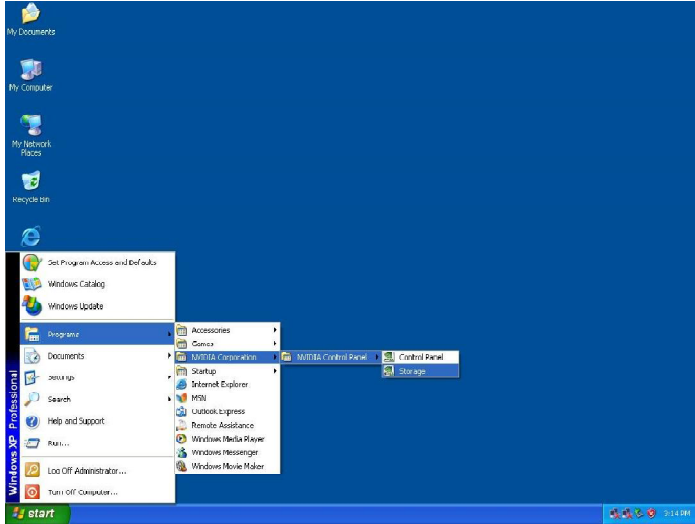 My Documents
My Computer
My Network
Places
Recycle Bin
Set Program Access and Defaults
Windows Catalog
Windows Update
Programs
Documents
Settings
Search
Help and Support
Run...
Log Off Administrator...
Turn Off Computer...
Windows XP Professional
Accessories
Games
NVIDIA Corporation
Startup
Internet Explorer
MSN
Outlook Express
Remote Assistance
Windows Media Player
Windows Messenger
Windows Movie Maker
NVIDIA Control Panel
Control Panel
Storage
start
3:14 PM